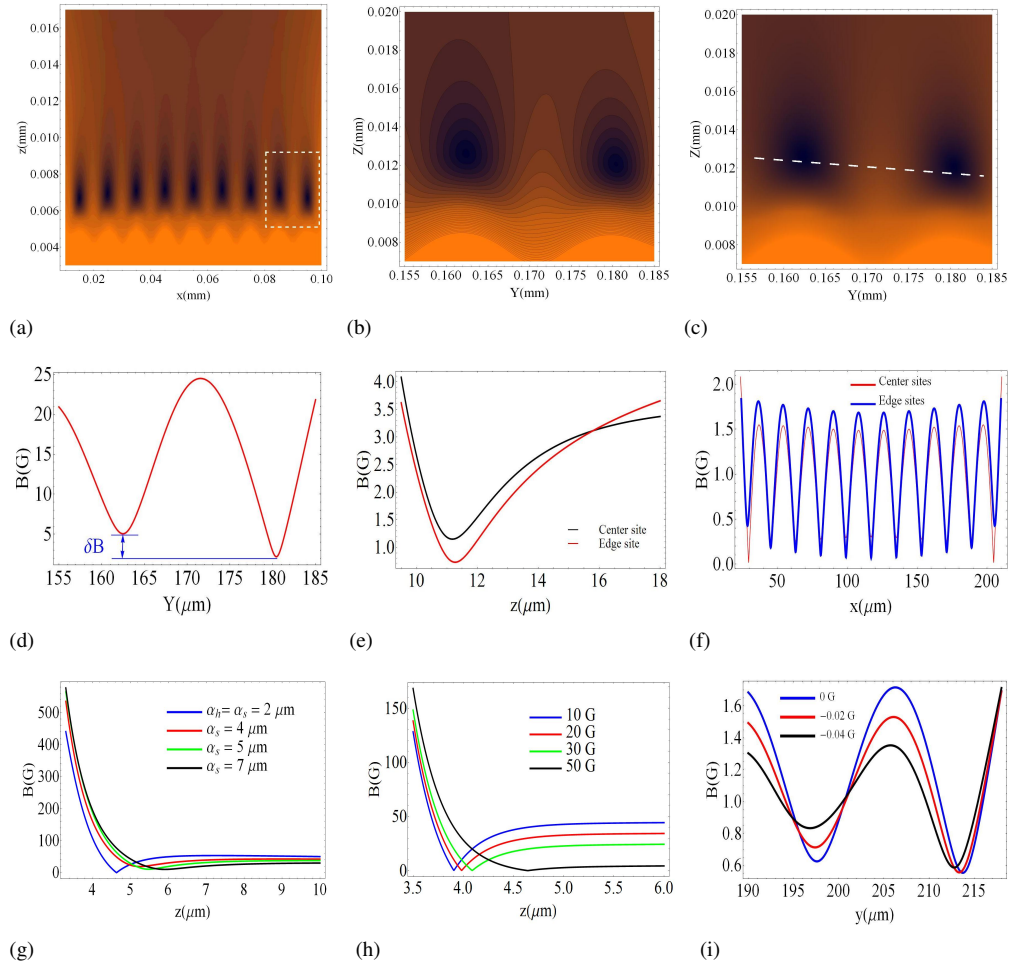 0.016
0.014
0.012
0.010
0.008
0.006
0.004
z(mm)
0.02
0.04
0.06
0.08
0.10
x(mm)
(a)
0.020
0.018
0.016
0.014
0.012
0.010
0.008
Z(mm)
0.155
0.160
0.165
0.170
0.175
0.180
0.185
Y(mm)
(b)
0.020
0.018
0.016
0.014
0.012
0.010
0.008
Z(mm)
0.155
0.160
0.165
0.170
0.175
0.180
0.185
Y(mm)
(c)
25
20
15
10
5
B(G)
δB
155
165
175
185
Y(μm)
(d)
4.0
3.5
3.0
2.5
2.0
1.5
1.0
B(G)
Center site
Edge site
10
12
14
16
18
z(μm)
(e)
2.0
1.5
1.0
0.5
0.0
B(G)
Center sites
Edge sites
50
100
150
200
x(μm)
(f)
500
400
300
200
100
0
B(G)
αh= αs = 2 μm
αs = 4 μm
αs = 5 μm
αs = 7 μm
4
5
6
7
8
9
10
z(μm)
(g)
150
100
50
0
B(G)
10 G
20 G
30 G
50 G
3.5
4.0
4.5
5.0
5.5
6.0
z(μm)
(h)
1.6
1.4
1.2
1.0
0.8
0.6
B(G)
0 G
−0.02 G
−0.04 G
190
195
200
205
210
215
y(μm)
(i)